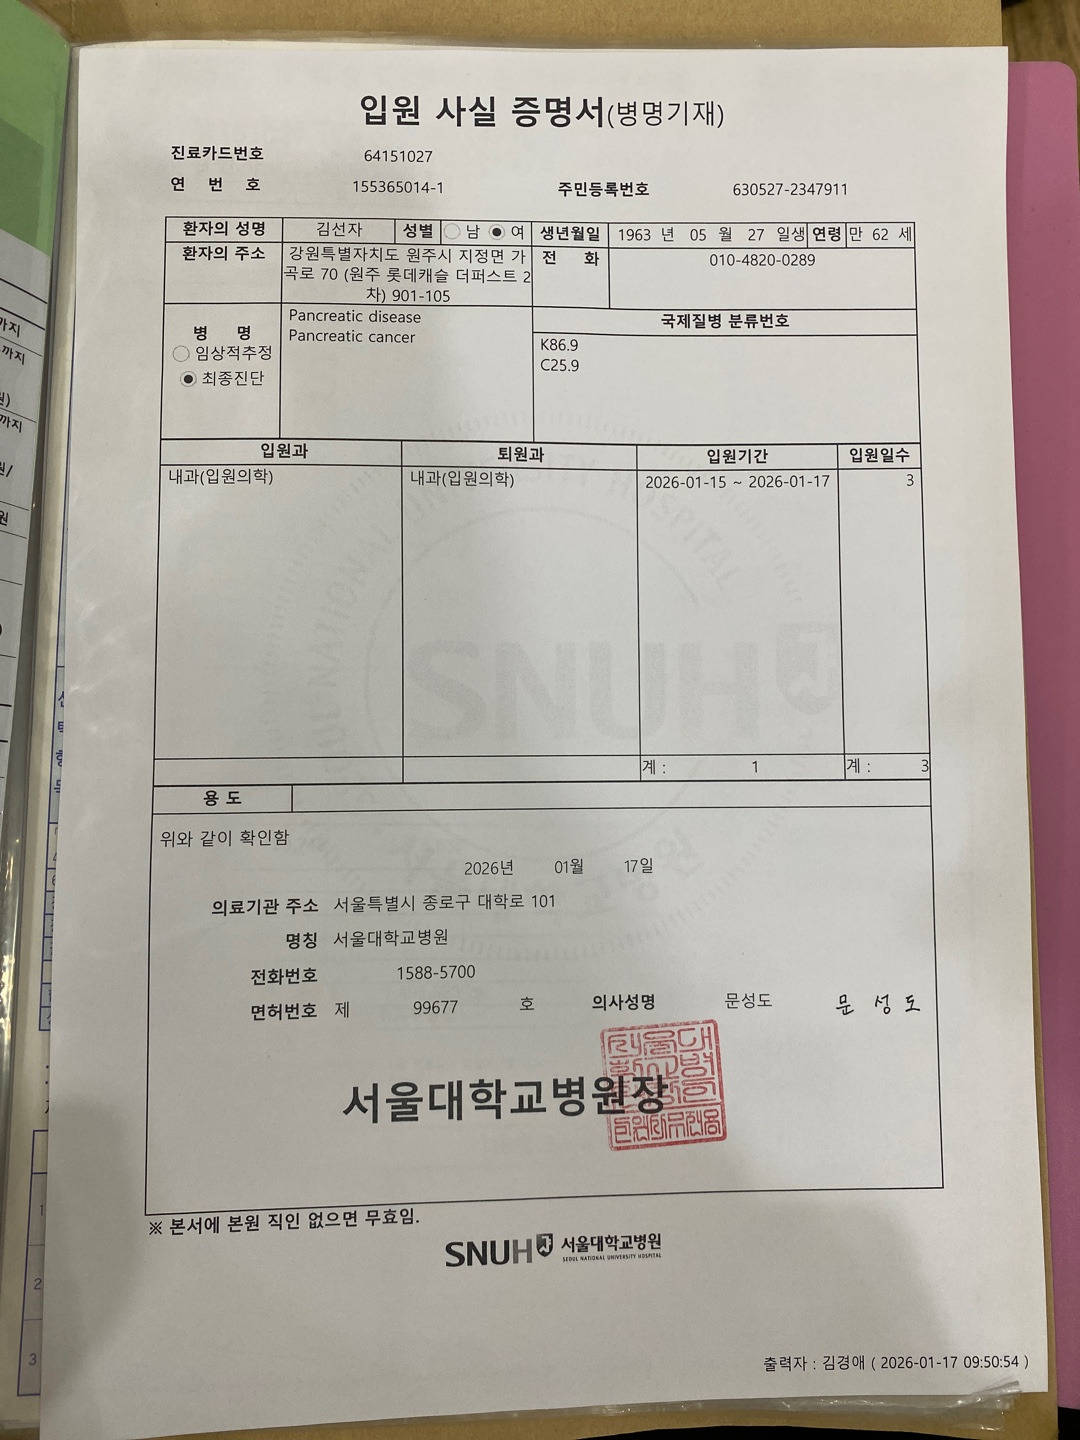 입원 사실 증명서(병명기재)
진료카드번호 64151027
연 번 호 155365014-1 주민등록번호 630527-2347911
환자의 성명 김선자 성별 남 여 생년월일 1963 년 05 월 27 일생 연령 만 62 세
환자의 주소 강원특별자치도 원주시 지정면 가
곡로 70 (원주 롯데캐슬 더퍼스트 2
차) 901-105
전 화 010-4820-0289
병 명
임상적추정
최종진단
Pancreatic disease
Pancreatic cancer
국제질병 분류번호
K86.9
C25.9
입원과 퇴원과 입원기간 입원일수
내과(입원의학) 내과(입원의학) 2026-01-15 ~ 2026-01-17 3
SNUH
계 : 1 계 : 3
용 도
위와 같이 확인함
2026년 01월 17일
의료기관 주소 서울특별시 종로구 대학로 101
명칭 서울대학교병원
전화번호 1588-5700
면허번호 제 99677 호 의사성명 문성도 문 성 도
서울대학교병원장
※ 본서에 본원 직인 없으면 무효임.
SNUH 서울대학교병원
SEOUL NATIONAL UNIVERSITY HOSPITAL
출력자 : 김경애 ( 2026-01-17 09:50:54 )